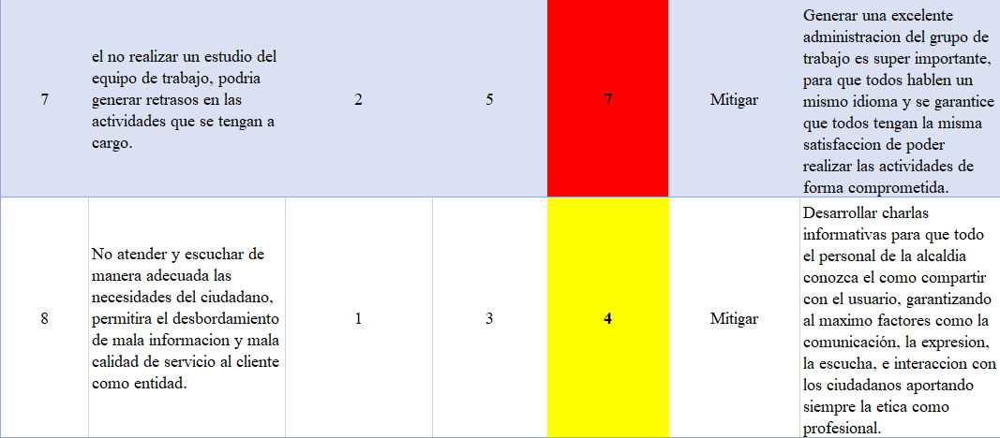 7
el no realizar un estudio del
equipo de trabajo, podria
generar retrasos en las
actividades que se tengan a
cargo.
2
5
7
Mitigar
Generar una excelente
administracion del grupo de
trabajo es super importante,
para que todos hablen un
mismo idioma y se garantice
que todos tengan la misma
satisfaccion de poder
realizar las actividades de
forma comprometida.
8
No atender y escuchar de
manera adecuada las
necesidades del ciudadano,
permitira el desbordamiento
de mala informacion y mala
calidad de servicio al cliente
como entidad.
1
3
4
Mitigar
Desarrollar charlas
informativas para que todo
el personal de la alcaldia
conozca el como compartir
con el usuario, garantizando
al maximo factores como la
comunicación, la expresion,
la escucha, e interaccion con
los ciudadanos aportando
siempre la etica como
profesional.